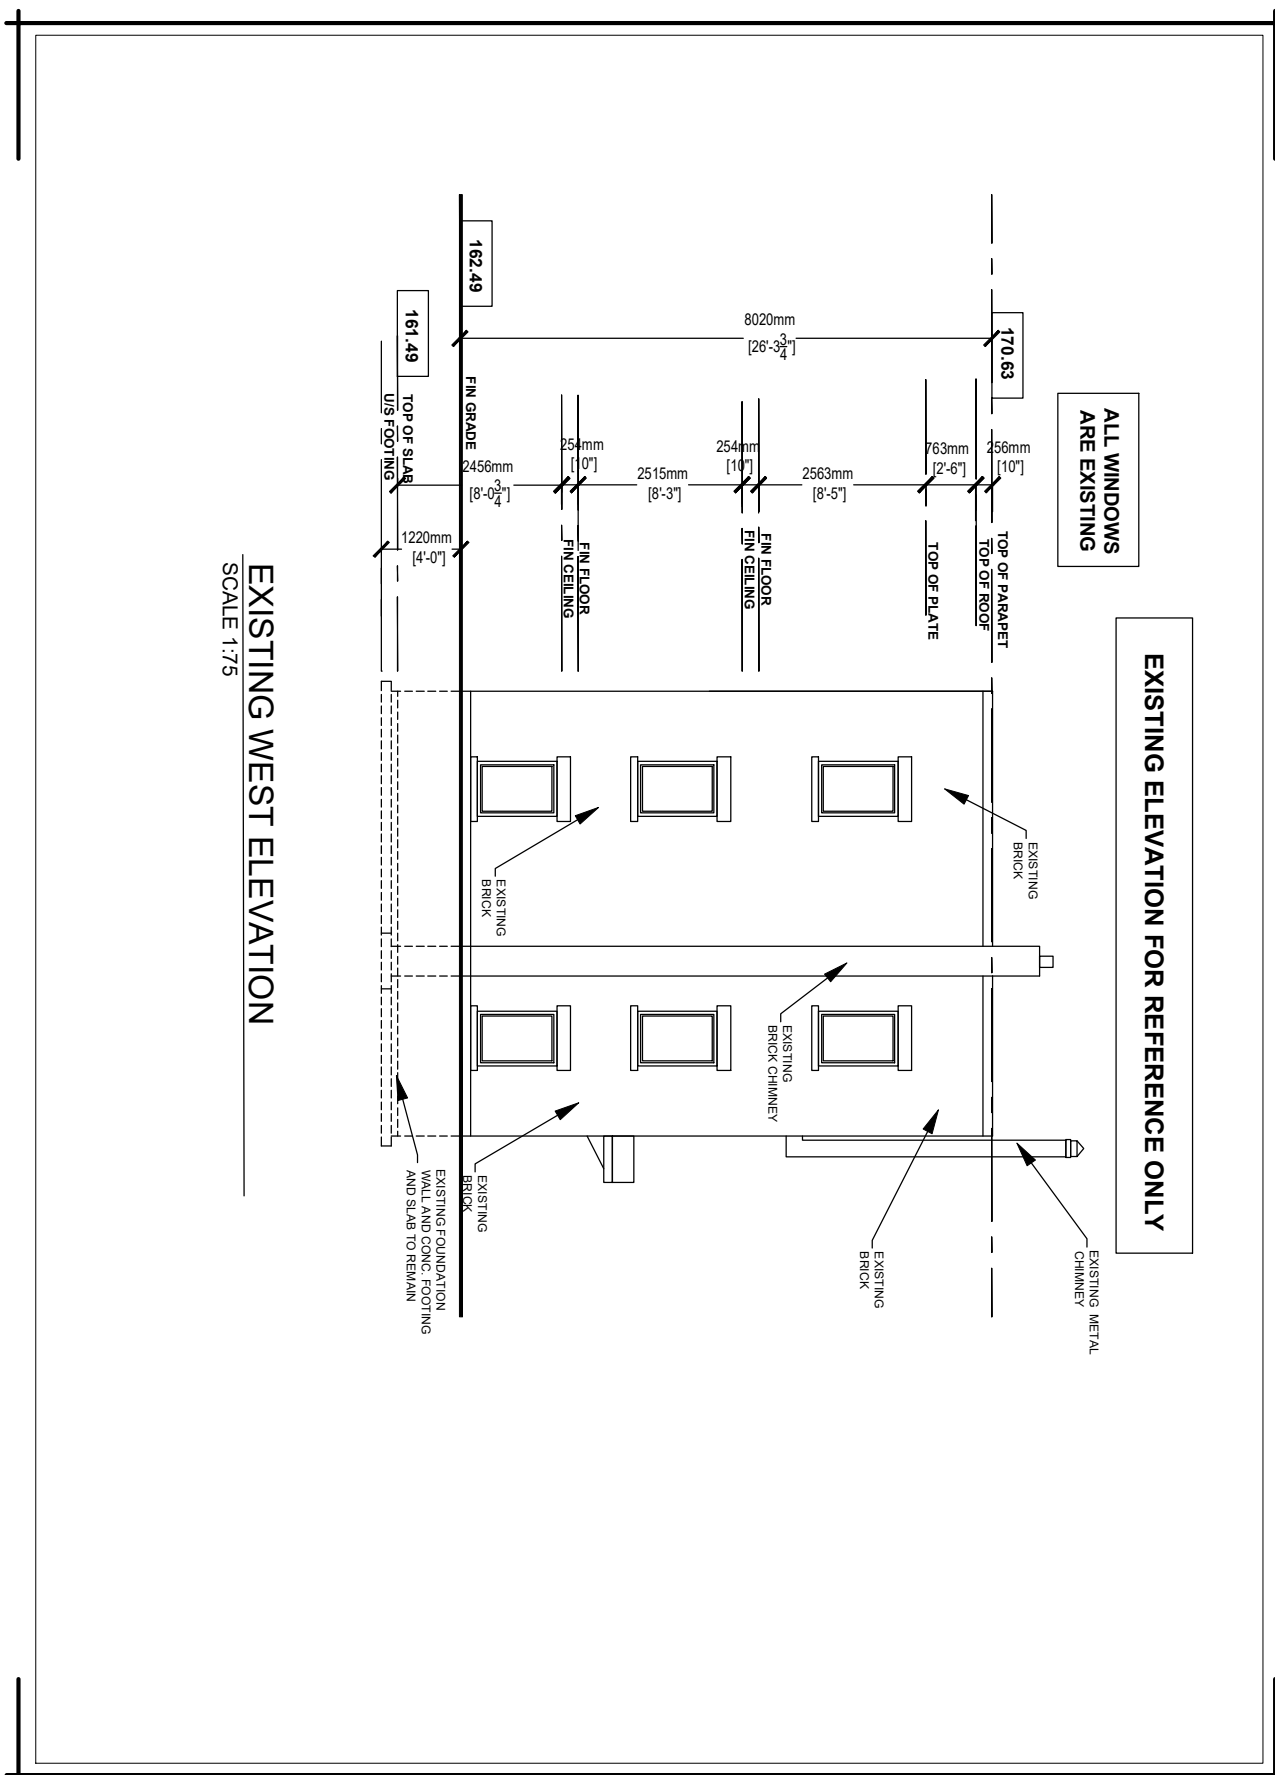 EXISTING ELEVATION FOR REFERENCE ONLY
ALL WINDOWS
ARE EXISTING
170.63
TOP OF PARAPET
TOP OF ROOF
TOP OF PLATE
FIN FLOOR
FIN CEILING
FIN FLOOR
FIN CEILING
FIN GRADE
162.49
161.49
TOP OF SLAB
U/S FOOTING
8020mm
[26'-3 3/4"]
256mm
[10"]
763mm
[2'-6"]
2563mm
[8'-5"]
254mm
[10"]
2515mm
[8'-3"]
254mm
[10"]
2456mm
[8'-0 3/4"]
1220mm
[4'-0"]
EXISTING METAL
CHIMNEY
EXISTING
BRICK
EXISTING
BRICK
EXISTING
BRICK CHIMNEY
EXISTING
BRICK
EXISTING
BRICK
EXISTING FOUNDATION
WALL AND CONC. FOOTING
AND SLAB TO REMAIN
EXISTING WEST ELEVATION
SCALE 1:75